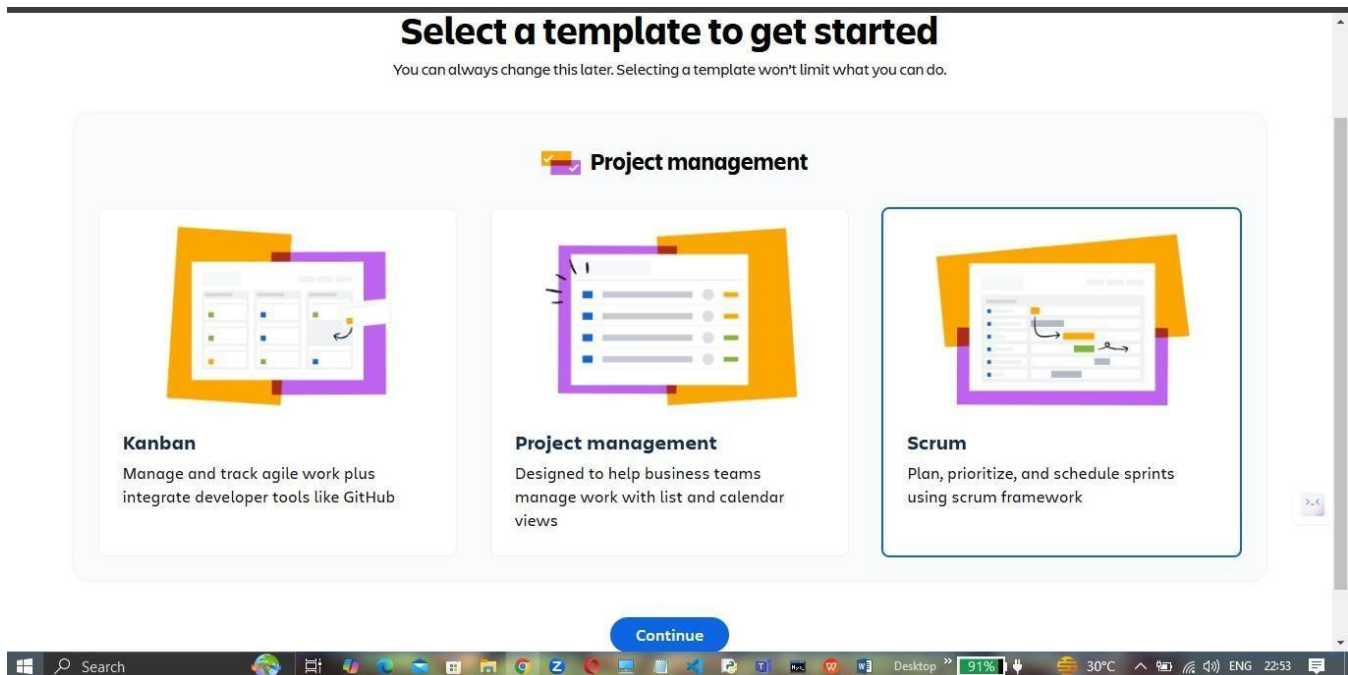 Select a template to get started
You can always change this later. Selecting a template won't limit what you can do.
Project management
Kanban
Manage and track agile work plus
integrate developer tools like GitHub
Project management
Designed to help business teams
manage work with list and calendar
views
Scrum
Plan, prioritize, and schedule sprints
using scrum framework
Continue
Search
Desktop
91%
30°C
ENG
22:53